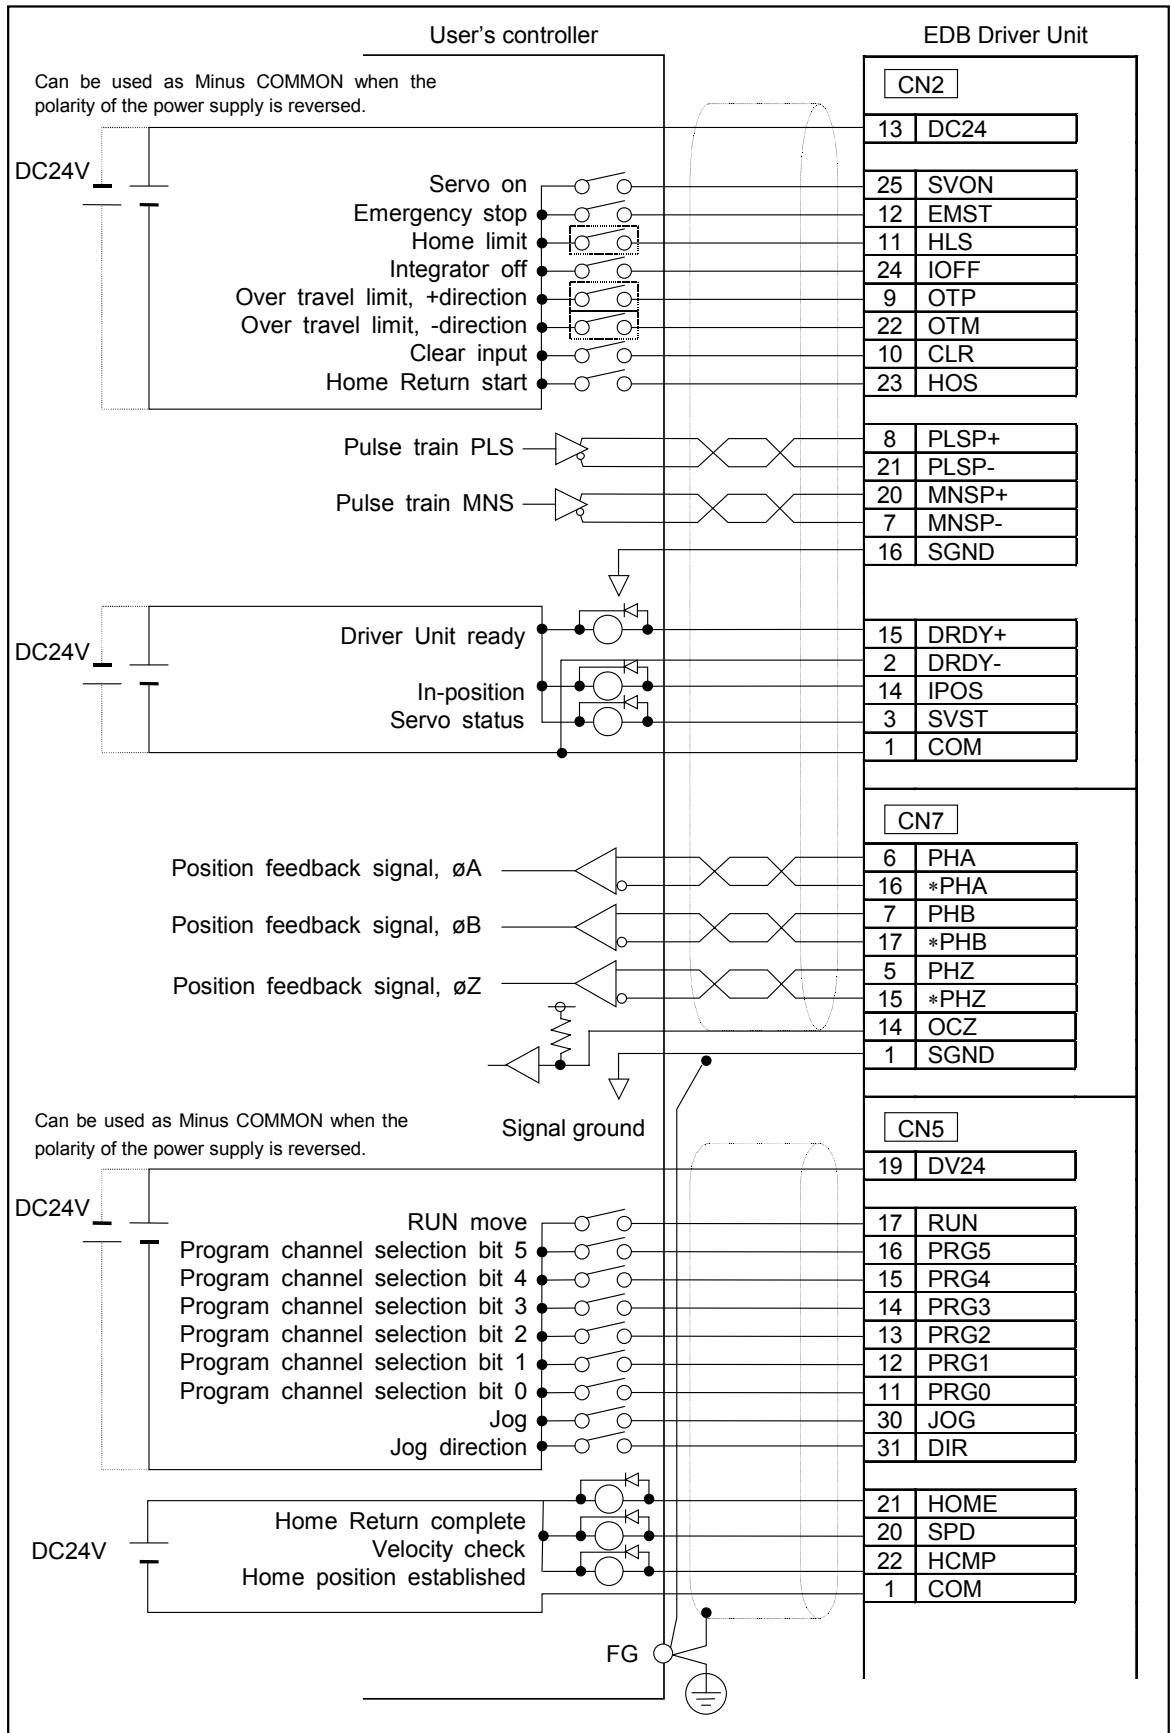 User's controller EDB Driver Unit
Can be used as Minus COMMON when the
polarity of the power supply is reversed.
CN2
13 DC24
DC24V
Servo on 25 SVON
Emergency stop 12 EMST
Home limit 11 HLS
Integrator off 24 IOFF
Over travel limit, +direction 9 OTP
Over travel limit, -direction 22 OTM
Clear input 10 CLR
Home Return start 23 HOS
Pulse train PLS 8 PLSP+
21 PLSP-
Pulse train MNS 20 MNSP+
7 MNSP-
16 SGND
DC24V
Driver Unit ready 15 DRDY+
2 DRDY-
In-position 14 IPOS
Servo status 3 SVST
1 COM
CN7
Position feedback signal, øA 6 PHA
16 *PHA
Position feedback signal, øB 7 PHB
17 *PHB
Position feedback signal, øZ 5 PHZ
15 *PHZ
14 OCZ
1 SGND
Signal ground
Can be used as Minus COMMON when the
polarity of the power supply is reversed.
CN5
19 DV24
DC24V
RUN move 17 RUN
Program channel selection bit 5 16 PRG5
Program channel selection bit 4 15 PRG4
Program channel selection bit 3 14 PRG3
Program channel selection bit 2 13 PRG2
Program channel selection bit 1 12 PRG1
Program channel selection bit 0 11 PRG0
Jog 30 JOG
Jog direction 31 DIR
DC24V
Home Return complete 21 HOME
Velocity check 20 SPD
Home position established 22 HCMP
1 COM
FG